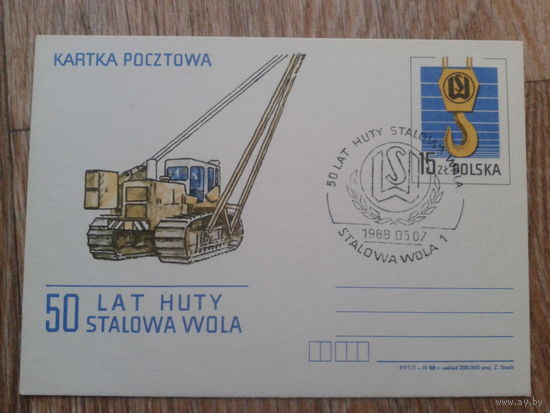 KARTKA POCZTOWA
15 ZŁ POLSKA
50 LAT HUTY STALOWA WOLA
1988 05 07
STALOWA WOLA 1
50 LAT HUTY
STALOWA WOLA
PPTiT – IV 88 r. nakład 200.000 proj. Z. Stasik
www.ay.by